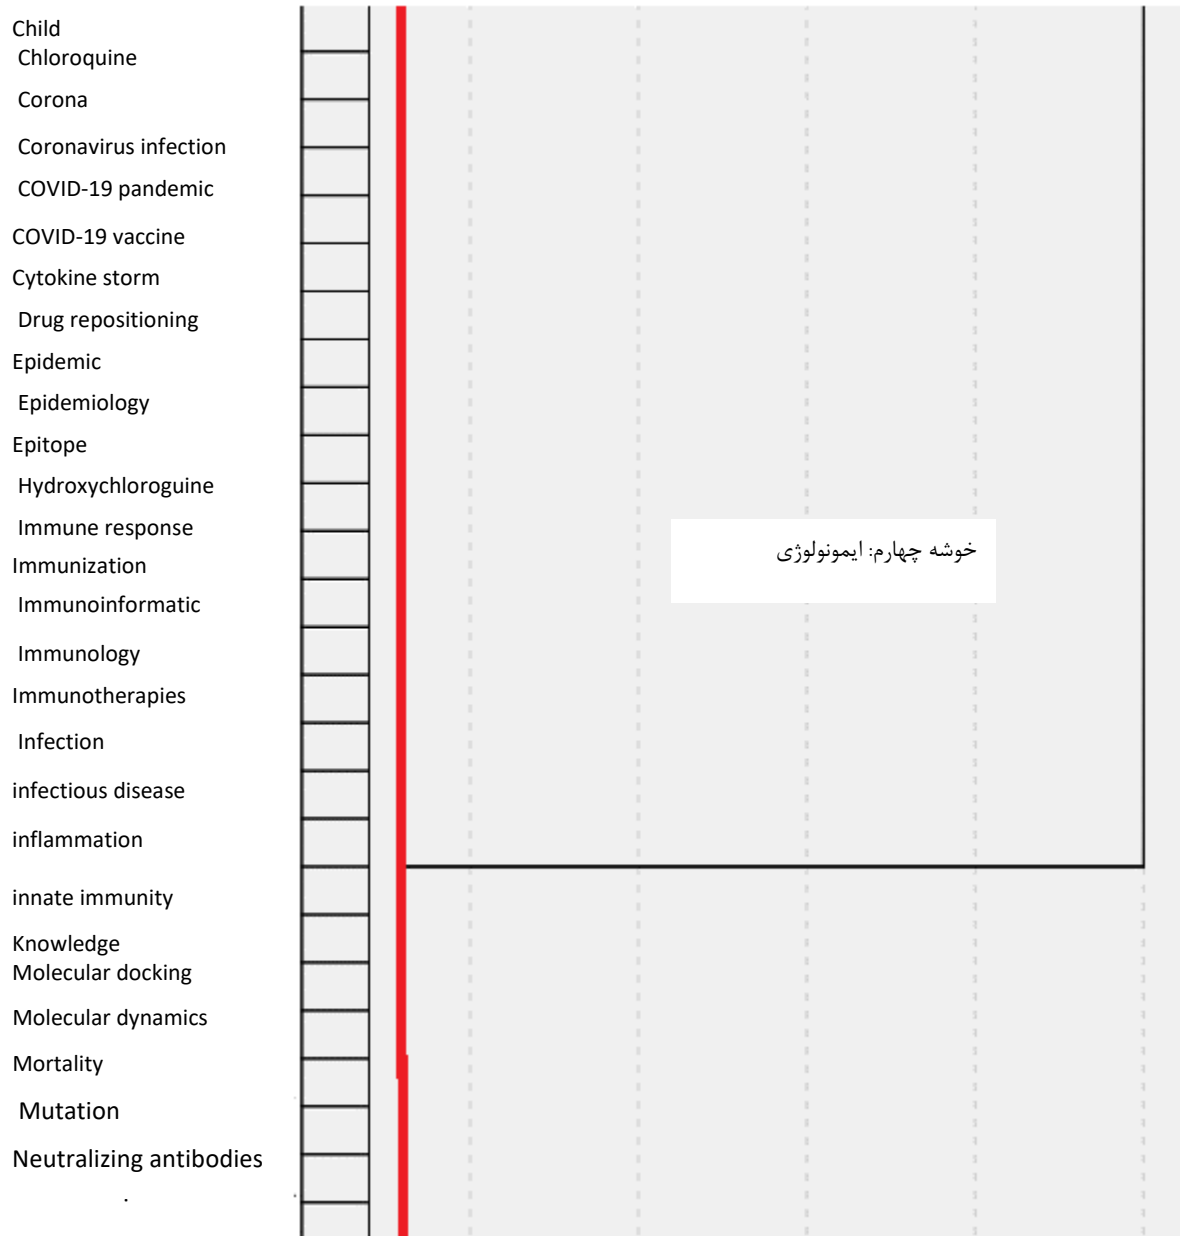 Child
Chloroquine
Corona
Coronavirus infection
COVID-19 pandemic
COVID-19 vaccine
Cytokine storm
Drug repositioning
Epidemic
Epidemiology
Epitope
Hydroxychloroguine
Immune response
خوشه چهارم: ایمونولوژی
Immunization
Immunoinformatic
Immunology
Immunotherapies
Infection
infectious disease
inflammation
innate immunity
Knowledge
Molecular docking
Molecular dynamics
Mortality
Mutation
Neutralizing antibodies
.